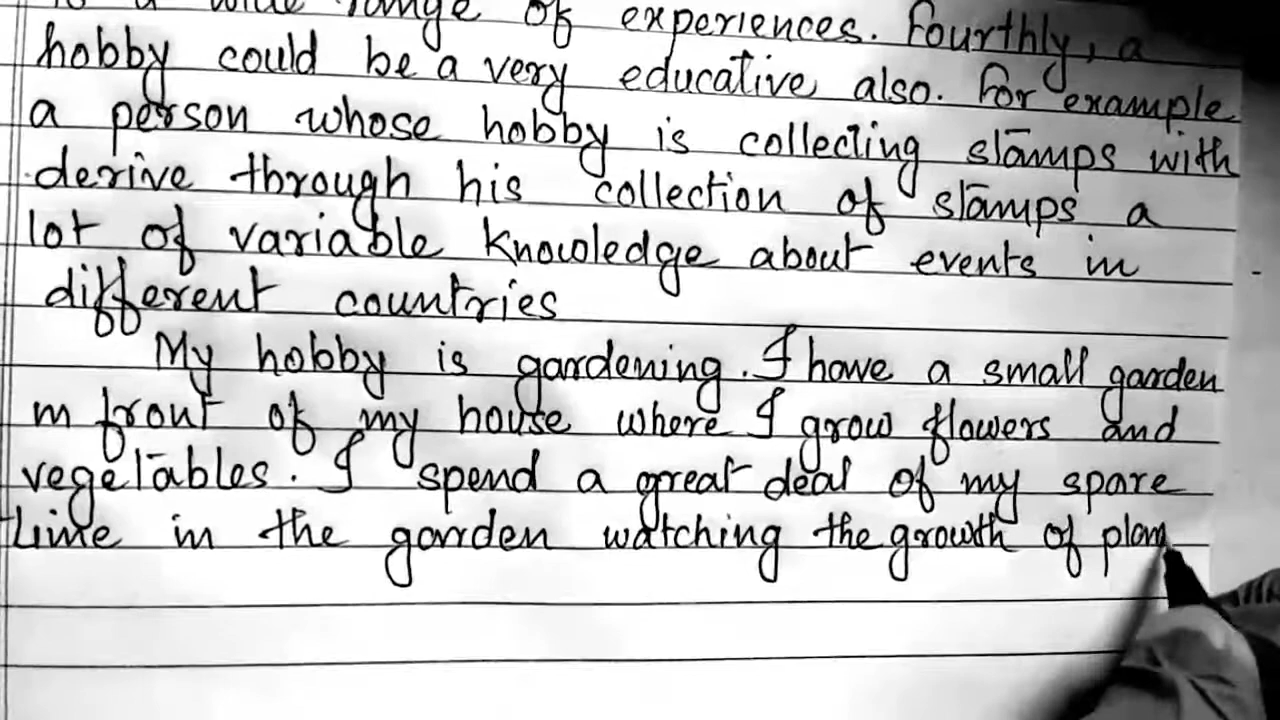 is a wide range of experiences. Fourthly, a
hobby could be a very educative also. For example
a person whose hobby is collecting stamps with
derive through his collection of stamps a
lot of variable knowledge about events in
different countries
My hobby is gardening. I have a small garden
in front of my house where I grow flowers and
vegetables. I spend a great deal of my spare
time in the garden watching the growth of plan